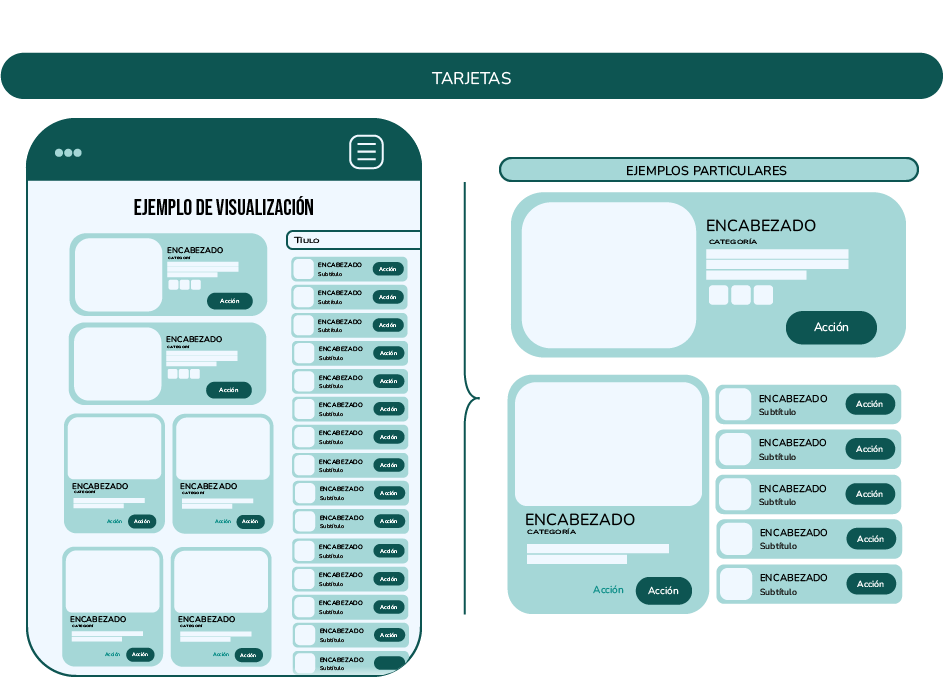 TARJETAS
EJEMPLO DE VISUALIZACIÓN
ENCABEZADO
CATEGORÍA
Acción
ENCABEZADO
CATEGORÍA
Acción
ENCABEZADO
CATEGORÍ
Acción Acción
ENCABEZADO
CATEGORÍ
Acción Acción
ENCABEZADO
CATEGORÍ
Acción Acción
ENCABEZADO
CATEGORÍ
Acción Acción
Tiulo
ENCABEZADO
Subtítulo
Acción
ENCABEZADO
Subtítulo
Acción
ENCABEZADO
Subtítulo
Acción
ENCABEZADO
Subtítulo
Acción
ENCABEZADO
Subtítulo
Acción
ENCABEZADO
Subtítulo
Acción
ENCABEZADO
Subtítulo
Acción
ENCABEZADO
Subtítulo
Acción
ENCABEZADO
Subtítulo
Acción
ENCABEZADO
Subtítulo
Acción
ENCABEZADO
Subtítulo
Acción
ENCABEZADO
Subtítulo
Acción
ENCABEZADO
Subtítulo
Acción
ENCABEZADO
Subtítulo
Acción
ENCABEZADO
Subtítulo
EJEMPLOS PARTICULARES
ENCABEZADO
CATEGORÍA
Acción
ENCABEZADO
CATEGORÍA
Acción Acción
ENCABEZADO
Subtítulo
Acción
ENCABEZADO
Subtítulo
Acción
ENCABEZADO
Subtítulo
Acción
ENCABEZADO
Subtítulo
Acción
ENCABEZADO
Subtítulo
Acción